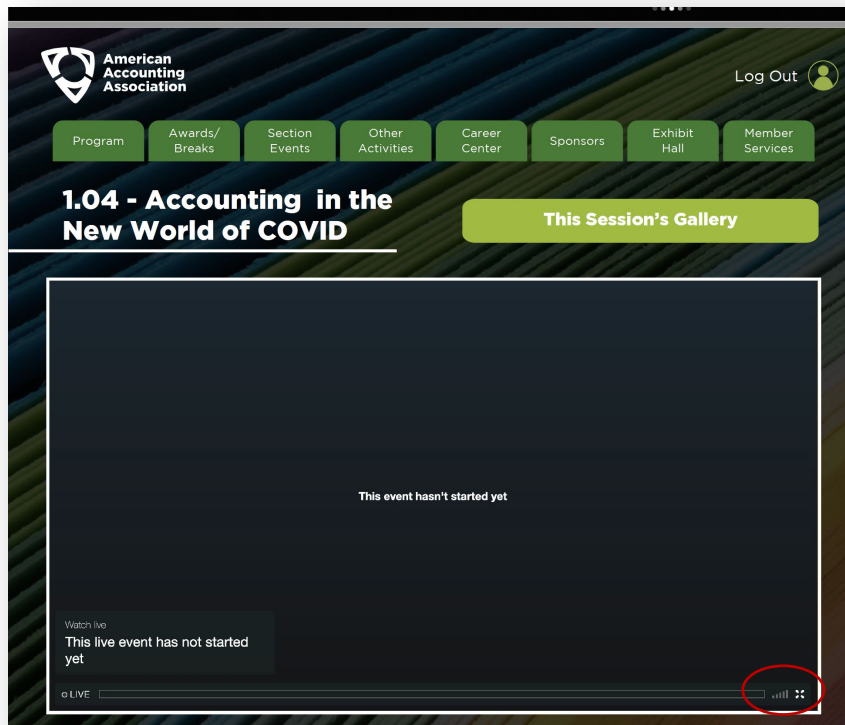 American
Accounting
Association
Log Out
Program
Awards/
Breaks
Section
Events
Other
Activities
Career
Center
Sponsors
Exhibit
Hall
Member
Services
1.04 - Accounting in the
New World of COVID
This Session's Gallery
This event hasn't started yet
Watch live
This live event has not started
yet
LIVE